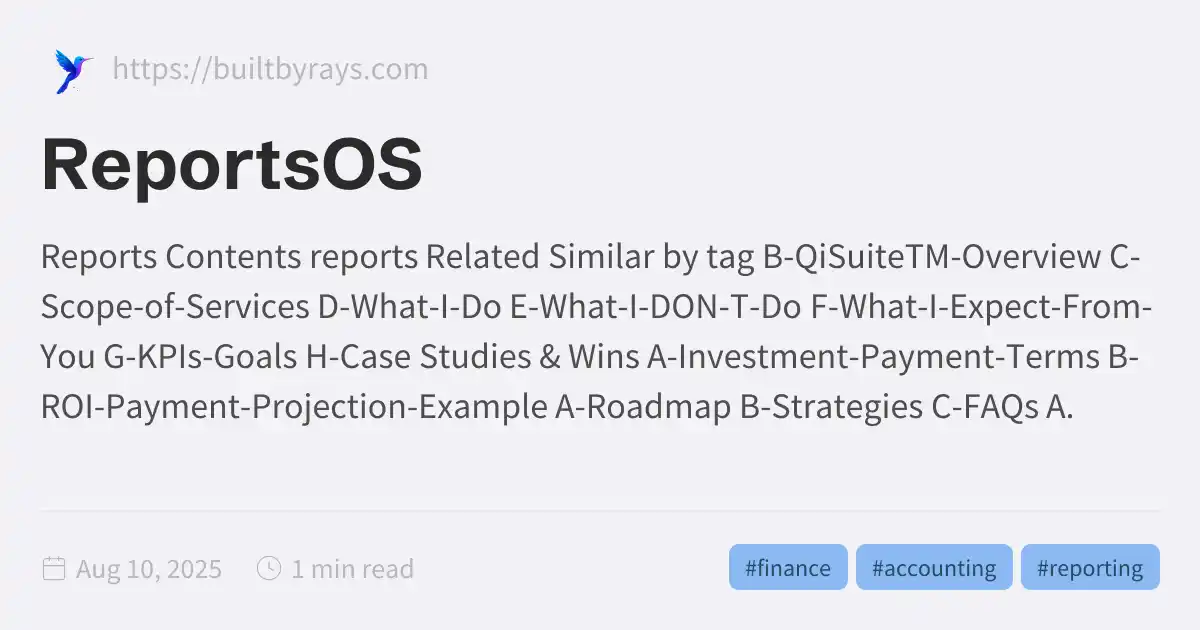 https://builtbyrays.com
ReportsOS
Reports Contents reports Related Similar by tag B-QiSuiteTM-Overview C-
Scope-of-Services D-What-I-Do E-What-I-DON-T-Do F-What-I-Expect-From-
You G-KPIs-Goals H-Case Studies & Wins A-Investment-Payment-Terms B-
ROI-Payment-Projection-Example A-Roadmap B-Strategies C-FAQs A.
Aug 10, 2025 1 min read #finance #accounting #reporting